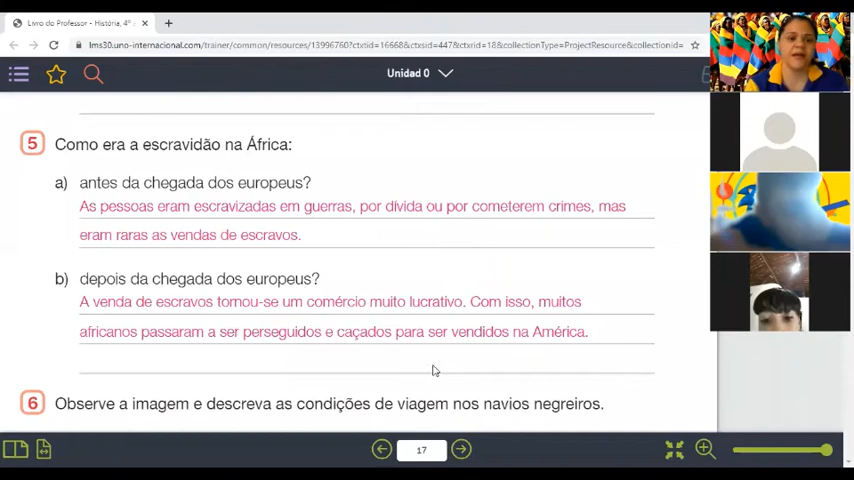 Livro do Professor - História, 4º
lms30.uno-internacional.com/trainer/common/resources/13996760?ctxtid=16668&ctxsid=447&ctxrid=18&collectionType=ProjectResource&collectionId=
Unidad 0
5 Como era a escravidão na África:
a) antes da chegada dos europeus?
As pessoas eram escravizadas em guerras, por dívida ou por cometerem crimes, mas
eram raras as vendas de escravos.
b) depois da chegada dos europeus?
A venda de escravos tornou-se um comércio muito lucrativo. Com isso, muitos
africanos passaram a ser perseguidos e caçados para ser vendidos na América.
6 Observe a imagem e descreva as condições de viagem nos navios negreiros.
17